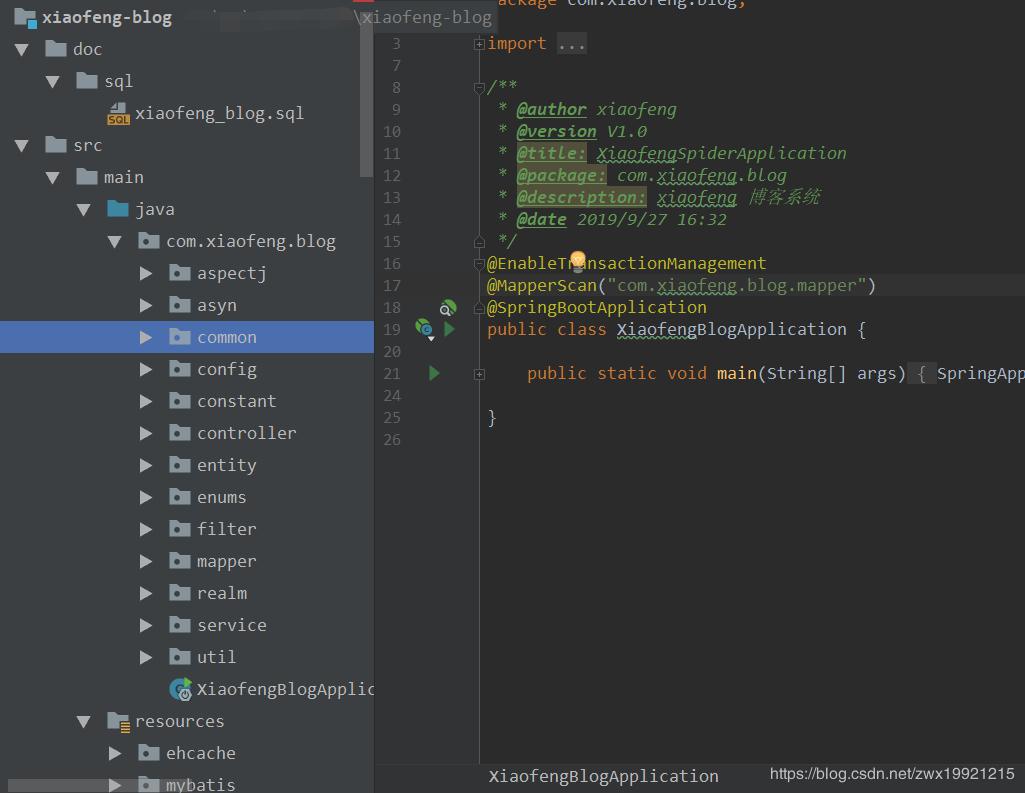 xiaofeng-blog \xiaofeng-blog
doc
sql
xiaofeng_blog.sql
src
main
java
com.xiaofeng.blog
aspectj
asyn
common
config
constant
controller
entity
enums
filter
mapper
realm
service
util
XiaofengBlogApplic
resources
ehcache
mybatis
ackage com.xiaofeng.blog;
3 import ...
7
8 /**
9 * @author xiaofeng
10 * @version V1.0
11 * @title: XiaofengSpiderApplication
12 * @package: com.xiaofeng.blog
13 * @description: xiaofeng 博客系统
14 * @date 2019/9/27 16:32
15 */
16 @EnableTransactionManagement
17 @MapperScan("com.xiaofeng.blog.mapper")
18 @SpringBootApplication
19 public class XiaofengBlogApplication {
20
21 public static void main(String[] args) { SpringApp
24
25 }
26
XiaofengBlogApplication
https://blog.csdn.net/zwx19921215